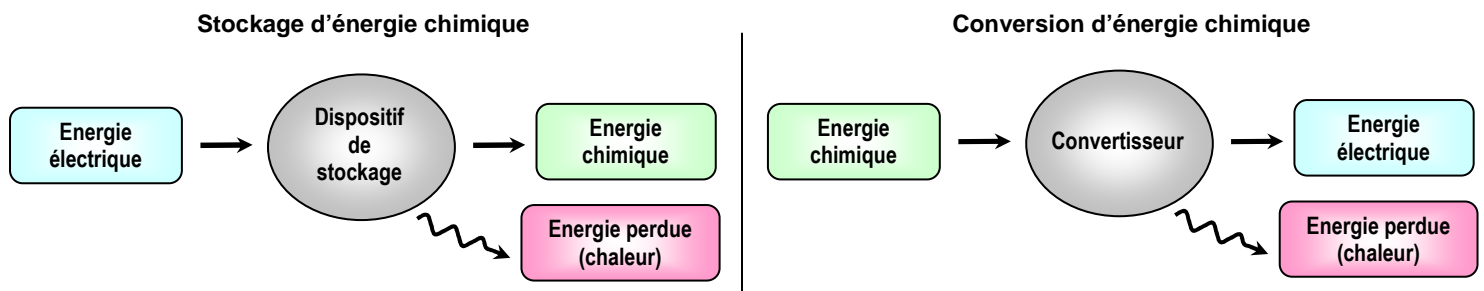 Stockage d’énergie chimique
Energie
électrique
Dispositif
de
stockage
Energie
chimique
Energie perdue
(chaleur)
Conversion d’énergie chimique
Energie
chimique
Convertisseur
Energie
électrique
Energie perdue
(chaleur)